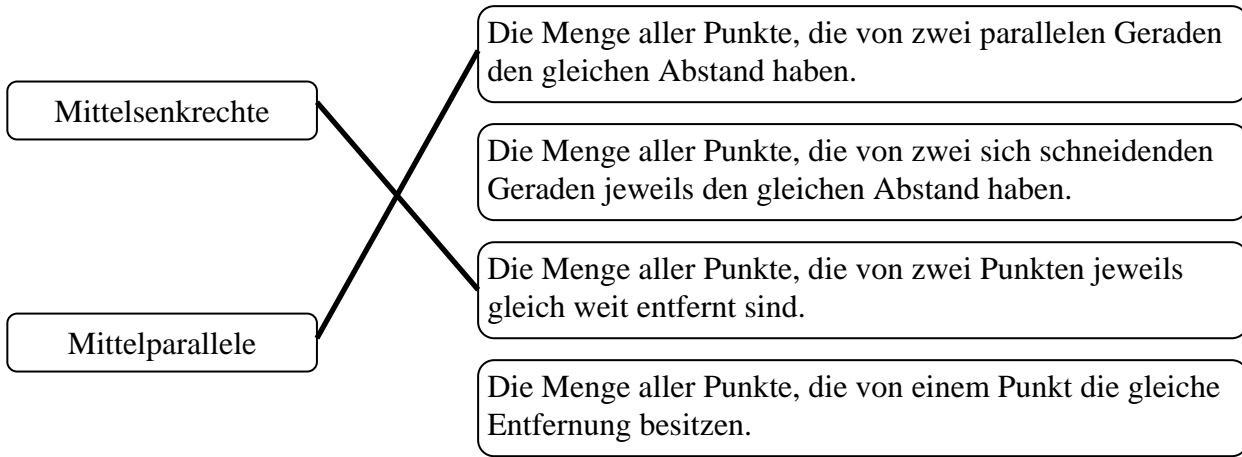 Mittelsenkrechte
Mittelparallele
Die Menge aller Punkte, die von zwei parallelen Geraden
den gleichen Abstand haben.
Die Menge aller Punkte, die von zwei sich schneidenden
Geraden jeweils den gleichen Abstand haben.
Die Menge aller Punkte, die von zwei Punkten jeweils
gleich weit entfernt sind.
Die Menge aller Punkte, die von einem Punkt die gleiche
Entfernung besitzen.